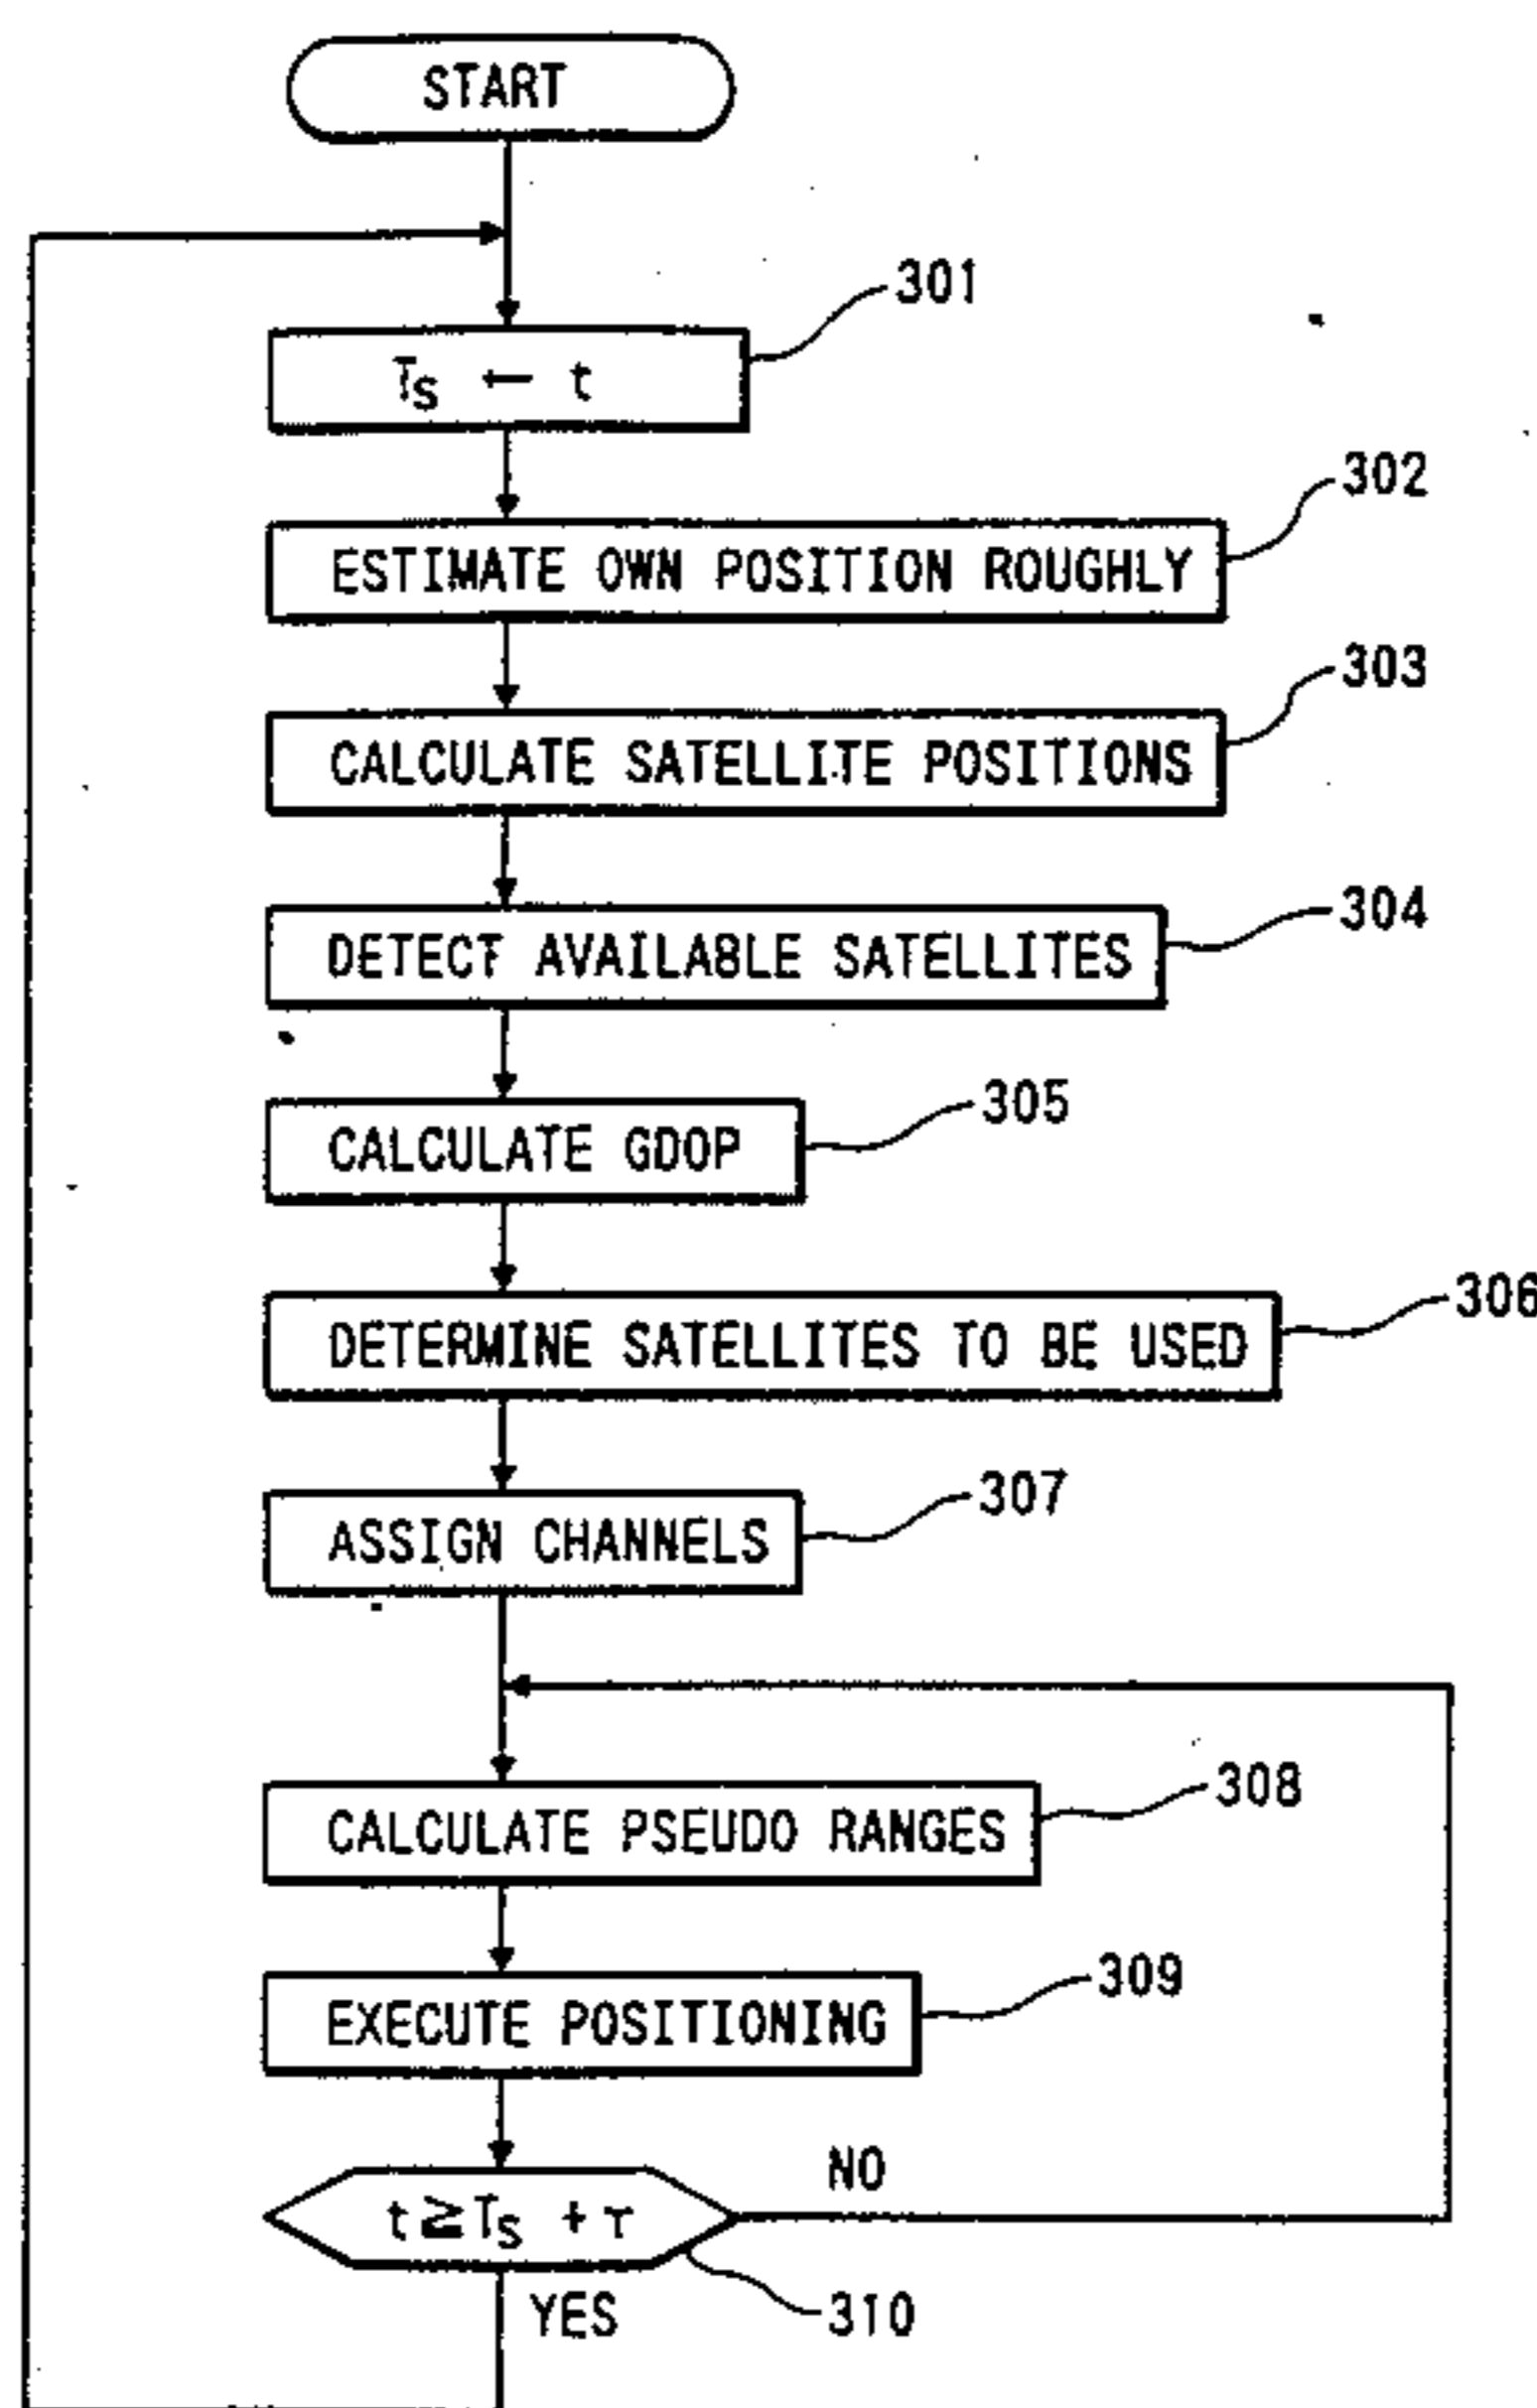 START
301
Ts ← t
302
ESTIMATE OWN POSITION ROUGHLY
303
CALCULATE SATELLITE POSITIONS
304
DETECT AVAILABLE SATELLITES
305
CALCULATE GDOP
306
DETERMINE SATELLITES TO BE USED
307
ASSIGN CHANNELS
308
CALCULATE PSEUDO RANGES
309
EXECUTE POSITIONING
NO
t ≧ Ts + τ
310
YES